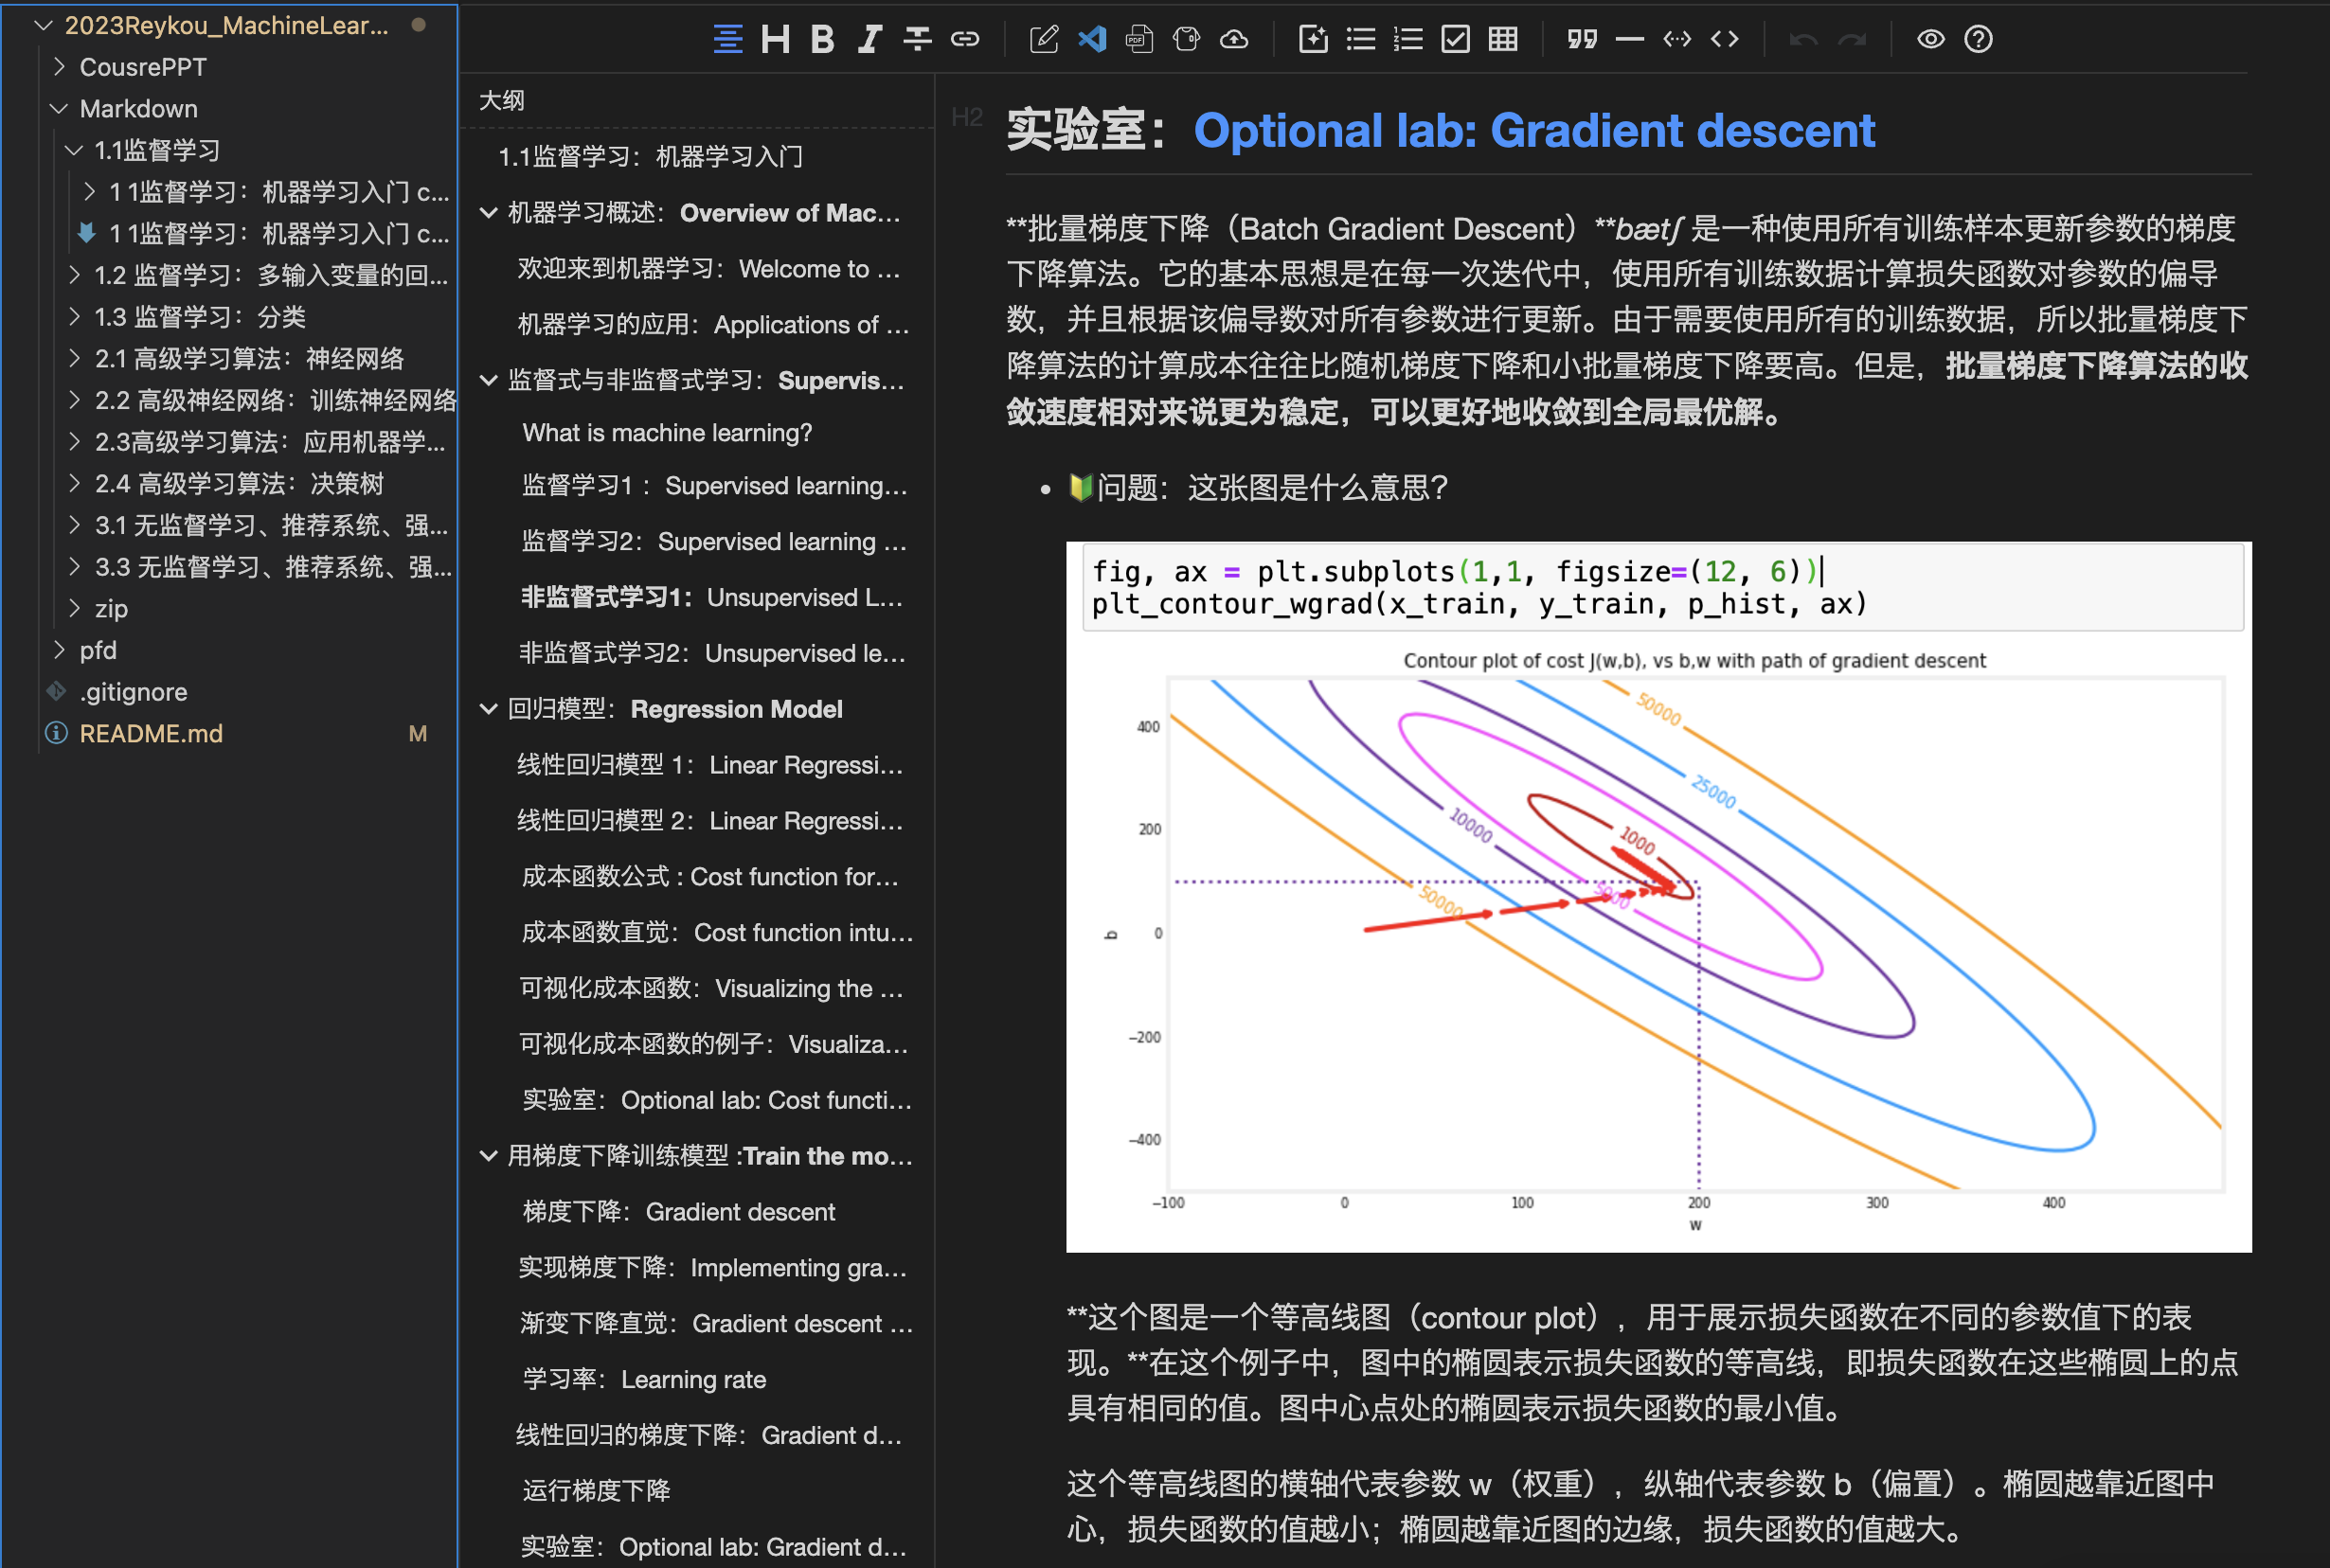 2023Reykou_MachineLear...
CousrePPT
Markdown
1.1监督学习
1 1监督学习：机器学习入门 c...
1 1监督学习：机器学习入门 c...
1.2 监督学习：多输入变量的回...
1.3 监督学习：分类
2.1 高级学习算法：神经网络
2.2 高级神经网络：训练神经网络
2.3高级学习算法：应用机器学...
2.4 高级学习算法：决策树
3.1 无监督学习、推荐系统、强...
3.3 无监督学习、推荐系统、强...
zip
pfd
.gitignore
README.md M
大纲
1.1监督学习：机器学习入门
机器学习概述：Overview of Mac...
欢迎来到机器学习：Welcome to ...
机器学习的应用：Applications of ...
监督式与非监督式学习：Supervis...
What is machine learning?
监督学习1 ：Supervised learning...
监督学习2：Supervised learning ...
非监督式学习1：Unsupervised L...
非监督式学习2：Unsupervised le...
回归模型：Regression Model
线性回归模型 1：Linear Regressi...
线性回归模型 2：Linear Regressi...
成本函数公式 : Cost function for...
成本函数直觉：Cost function intu...
可视化成本函数：Visualizing the ...
可视化成本函数的例子：Visualiza...
实验室：Optional lab: Cost functi...
用梯度下降训练模型 :Train the mo...
梯度下降：Gradient descent
实现梯度下降：Implementing gra...
渐变下降直觉：Gradient descent ...
学习率：Learning rate
线性回归的梯度下降：Gradient d...
运行梯度下降
实验室：Optional lab: Gradient d...
H2
实验室：Optional lab: Gradient descent
**批量梯度下降（Batch Gradient Descent）**bætʃ 是一种使用所有训练样本更新参数的梯度
下降算法。它的基本思想是在每一次迭代中，使用所有训练数据计算损失函数对参数的偏导
数，并且根据该偏导数对所有参数进行更新。由于需要使用所有的训练数据，所以批量梯度下
降算法的计算成本往往比随机梯度下降和小批量梯度下降要高。但是，批量梯度下降算法的收
敛速度相对来说更为稳定，可以更好地收敛到全局最优解。
• 🔰问题：这张图是什么意思？
fig, ax = plt.subplots(1,1, figsize=(12, 6))
plt_contour_wgrad(x_train, y_train, p_hist, ax)
Contour plot of cost J(w,b), vs b,w with path of gradient descent
50000
400
25000
200
10000
1000
5000
50000
b
0
−200
−400
−100 0 100 200 300 400
w
**这个图是一个等高线图（contour plot），用于展示损失函数在不同的参数值下的表
现。**在这个例子中，图中的椭圆表示损失函数的等高线，即损失函数在这些椭圆上的点
具有相同的值。图中心点处的椭圆表示损失函数的最小值。
这个等高线图的横轴代表参数 w（权重），纵轴代表参数 b（偏置）。椭圆越靠近图中
心，损失函数的值越小；椭圆越靠近图的边缘，损失函数的值越大。